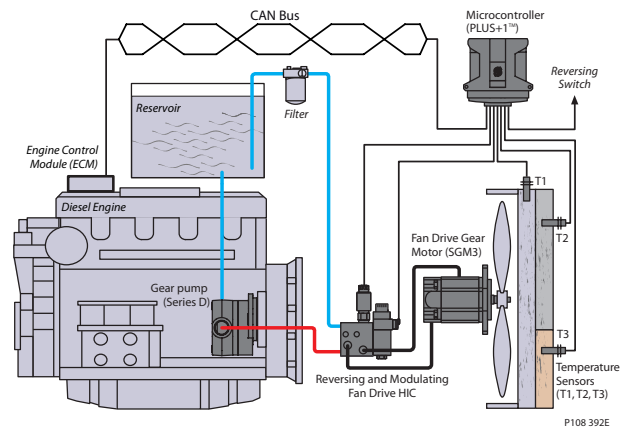 CAN Bus
Microcontroller
(PLUS+1™)
Reversing
Switch
Reservoir
Filter
Engine Control
Module (ECM)
Diesel Engine
T1
T2
Fan Drive Gear
Motor (SGM3)
Gear pump
(Series D)
T3
Temperature
Sensors
(T1, T2, T3)
Reversing and Modulating
Fan Drive HIC
P108 392E